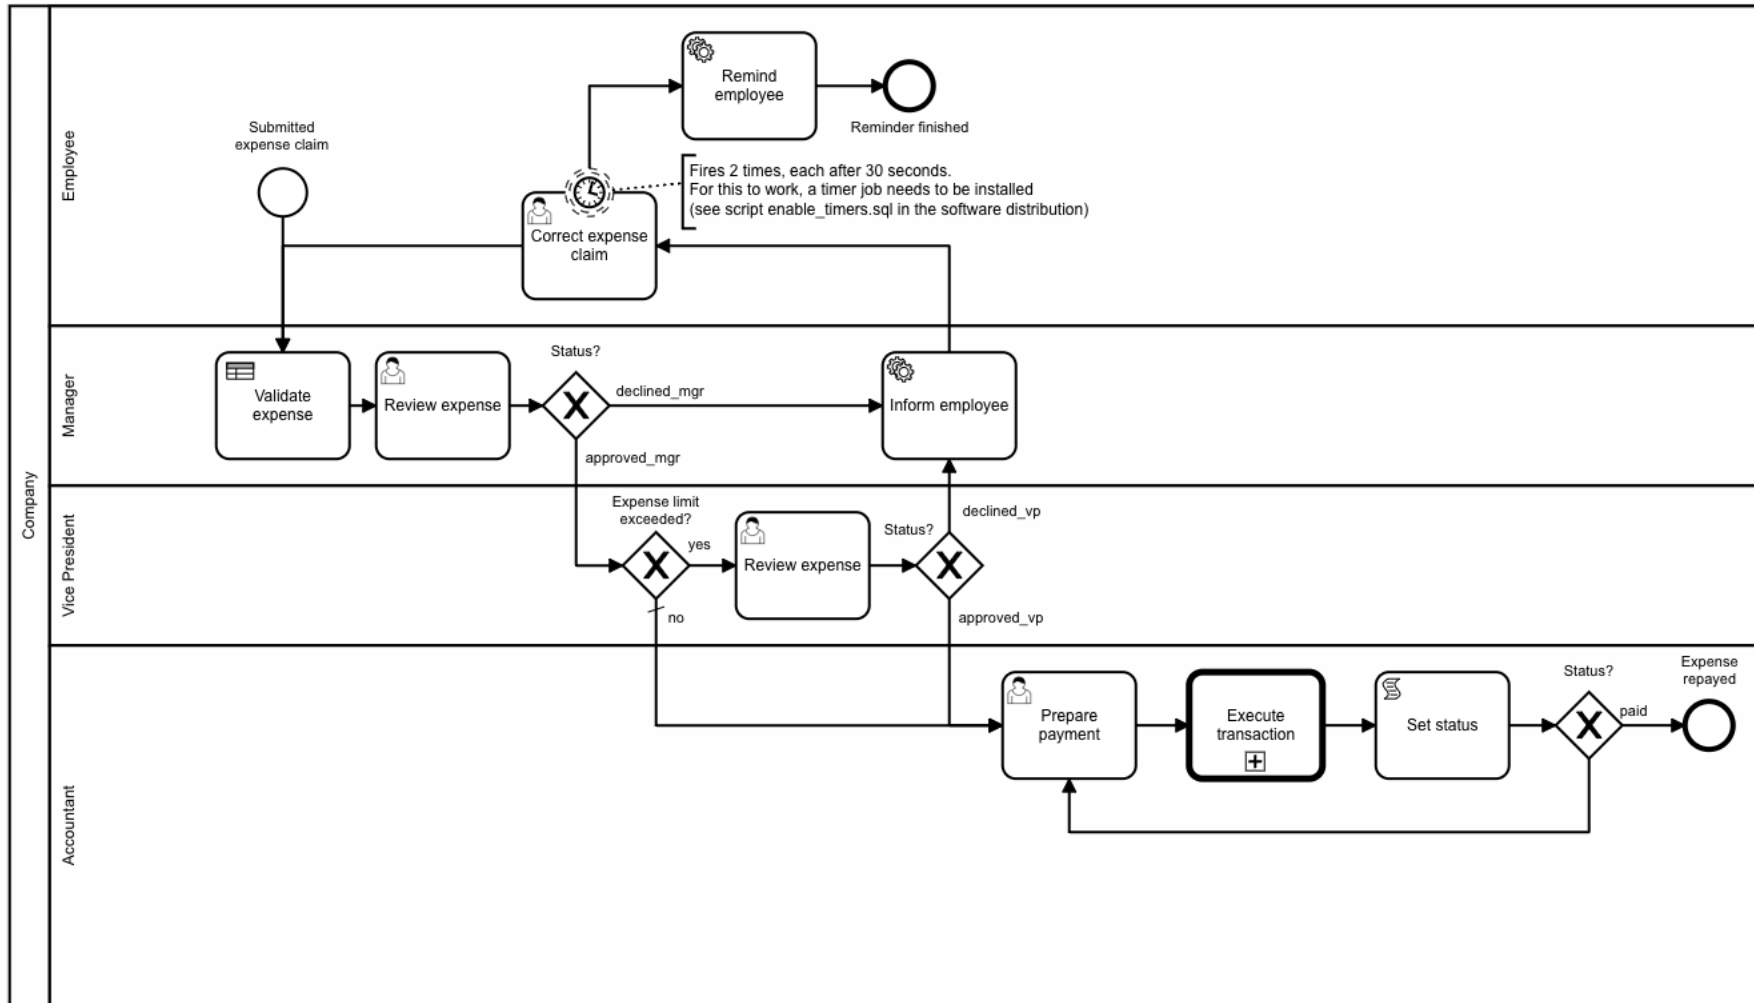 Company
Employee
Submitted
expense claim
Remind
employee
Reminder finished
Fires 2 times, each after 30 seconds.
For this to work, a timer job needs to be installed
(see script enable_timers.sql in the software distribution)
Correct expense
claim
Manager
Validate
expense
Review expense
Status?
declined_mgr
approved_mgr
Inform employee
Vice President
Expense limit
exceeded?
yes
no
Review expense
Status?
declined_vp
approved_vp
Accountant
Prepare
payment
Execute
transaction
Set status
Status?
paid
Expense
repayed